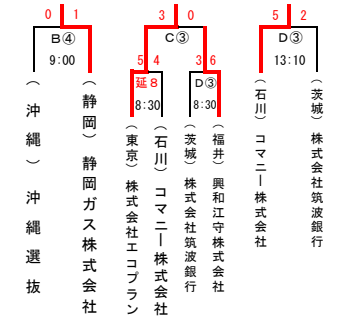 0 1 3 0 5 2
B④ C③ D③
9:00 13:10
5 4 3 6
延8 D③
8:30 8:30
(沖縄) 沖縄選抜
(静岡) 静岡ガス株式会社
(東京) 株式会社エコプラン
(石川) コマニー株式会社
(茨城) 株式会社筑波銀行
(福井) 興和江守株式会社
(石川) コマニー株式会社
(茨城) 株式会社筑波銀行